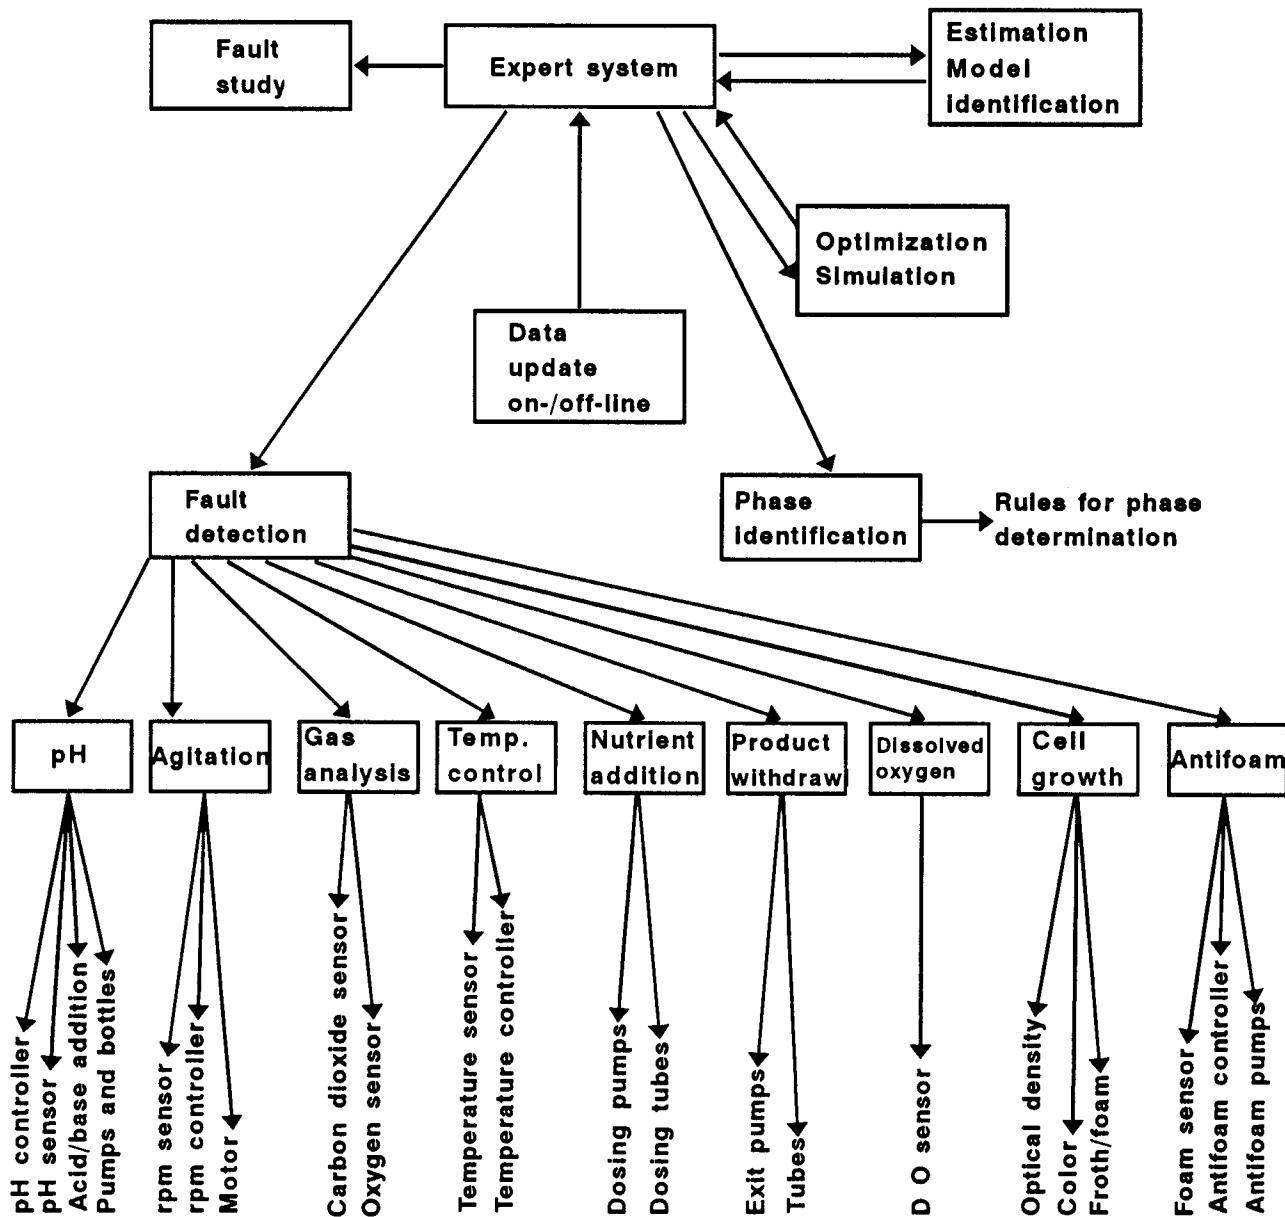 Fault
study
Expert system
Estimation
Model
identification
Optimization
Simulation
Data
update
on-/off-line
Fault
detection
Phase
identification
Rules for phase
determination
pH
Agitation
Gas
analysis
Temp.
control
Nutrient
addition
Product
withdraw
Dissolved
oxygen
Cell
growth
Antifoam
pH controller
pH sensor
Acid/base addition
Pumps and bottles
rpm sensor
rpm controller
Motor
Carbon dioxide sensor
Oxygen sensor
Temperature sensor
Temperature controller
Dosing pumps
Dosing tubes
Exit pumps
Tubes
D O sensor
Optical density
Color
Froth/foam
Foam sensor
Antifoam controller
Antifoam pumps